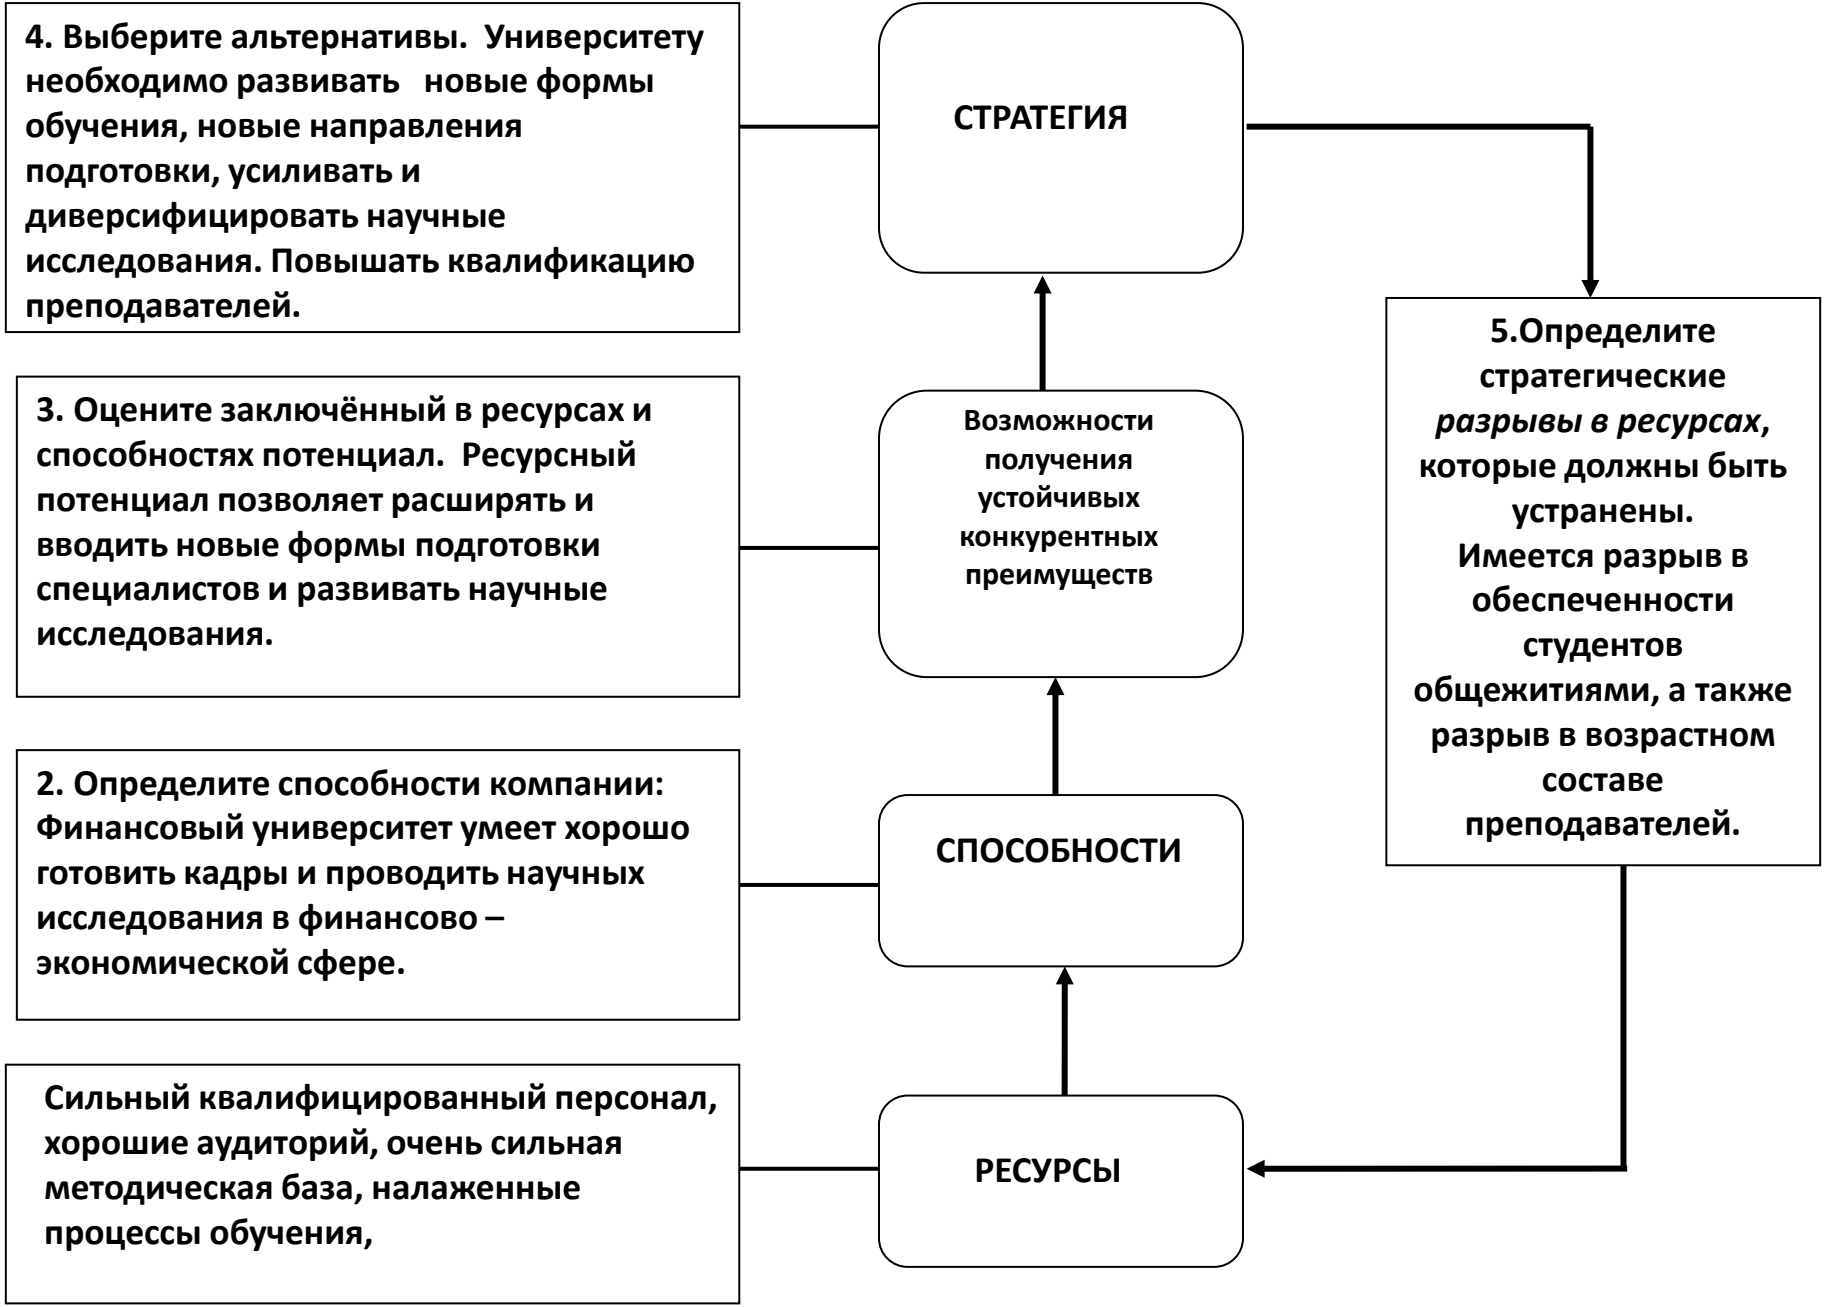 4. Выберите альтернативы. Университету
необходимо развивать новые формы
обучения, новые направления
подготовки, усиливать и
диверсифицировать научные
исследования. Повышать квалификацию
преподавателей.
СТРАТЕГИЯ
3. Оцените заключённый в ресурсах и
способностях потенциал. Ресурсный
потенциал позволяет расширять и
вводить новые формы подготовки
специалистов и развивать научные
исследования.
Возможности
получения
устойчивых
конкурентных
преимуществ
5.Определите
стратегические
разрывы в ресурсах,
которые должны быть
устранены.
Имеется разрыв в
обеспеченности
студентов
общежитиями, а также
разрыв в возрастном
составе
преподавателей.
2. Определите способности компании:
Финансовый университет умеет хорошо
готовить кадры и проводить научных
исследования в финансово –
экономической сфере.
СПОСОБНОСТИ
Сильный квалифицированный персонал,
хорошие аудиторий, очень сильная
методическая база, налаженные
процессы обучения,
РЕСУРСЫ